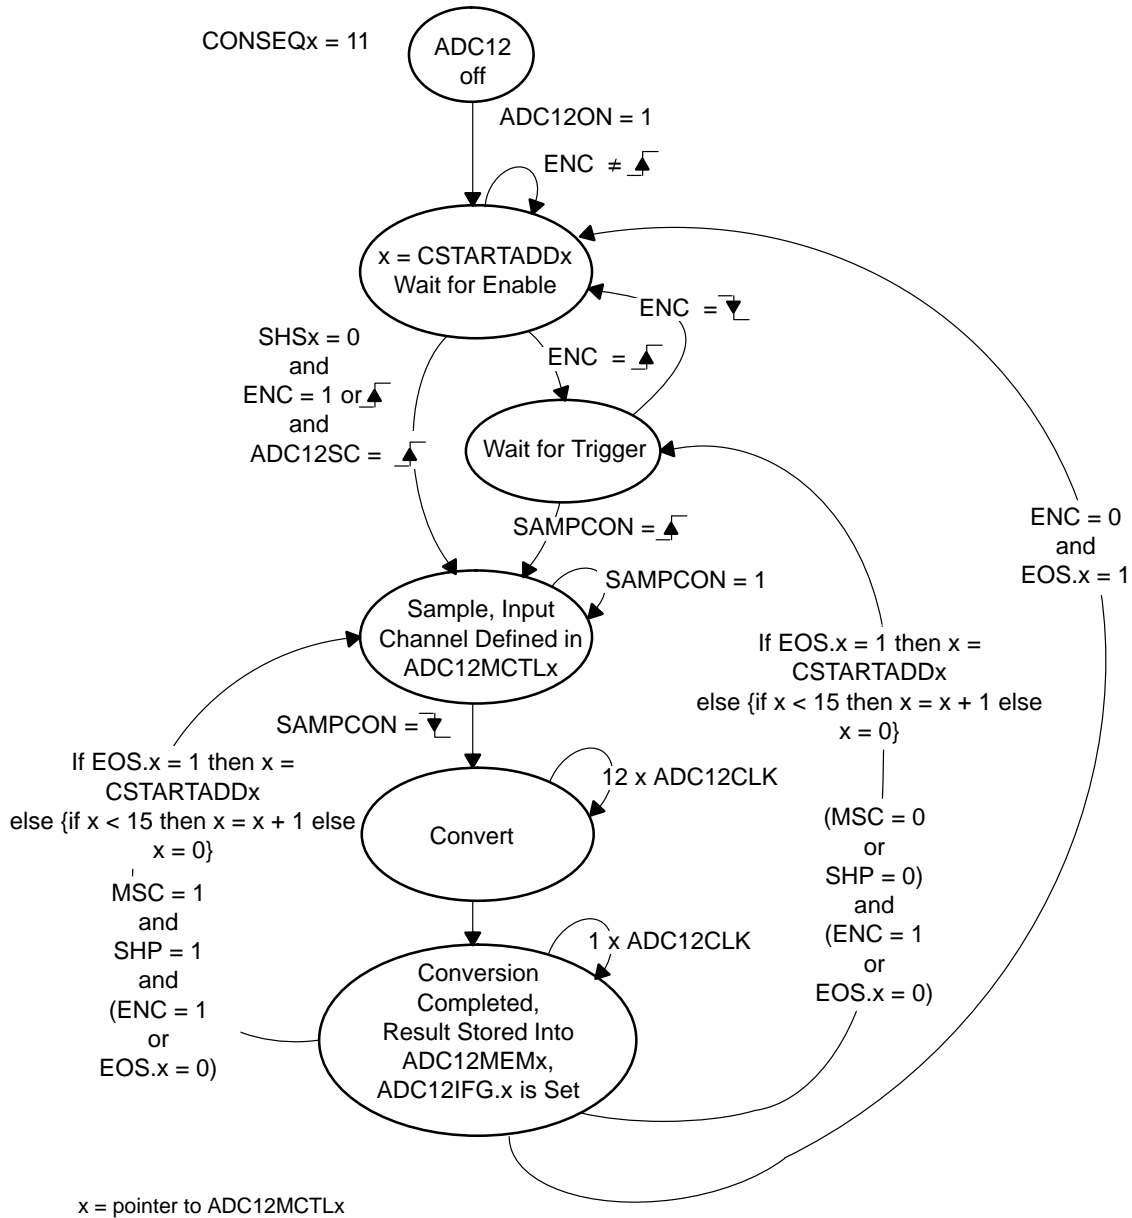 CONSEQx = 11
ADC12
off
ADC12ON = 1
ENC ≠
x = CSTARTADDx
Wait for Enable
ENC =
SHSx = 0
and
ENC = 1 or
and
ADC12SC =
ENC =
Wait for Trigger
SAMPCON =
ENC = 0
and
EOS.x = 1
SAMPCON = 1
Sample, Input
Channel Defined in
ADC12MCTLx
If EOS.x = 1 then x =
CSTARTADDx
else {if x < 15 then x = x + 1 else
x = 0}
SAMPCON =
If EOS.x = 1 then x =
CSTARTADDx
else {if x < 15 then x = x + 1 else
x = 0}
12 x ADC12CLK
Convert
(MSC = 0
or
SHP = 0)
and
(ENC = 1
or
EOS.x = 0)
MSC = 1
and
SHP = 1
and
(ENC = 1
or
EOS.x = 0)
1 x ADC12CLK
Conversion
Completed,
Result Stored Into
ADC12MEMx,
ADC12IFG.x is Set
x = pointer to ADC12MCTLx